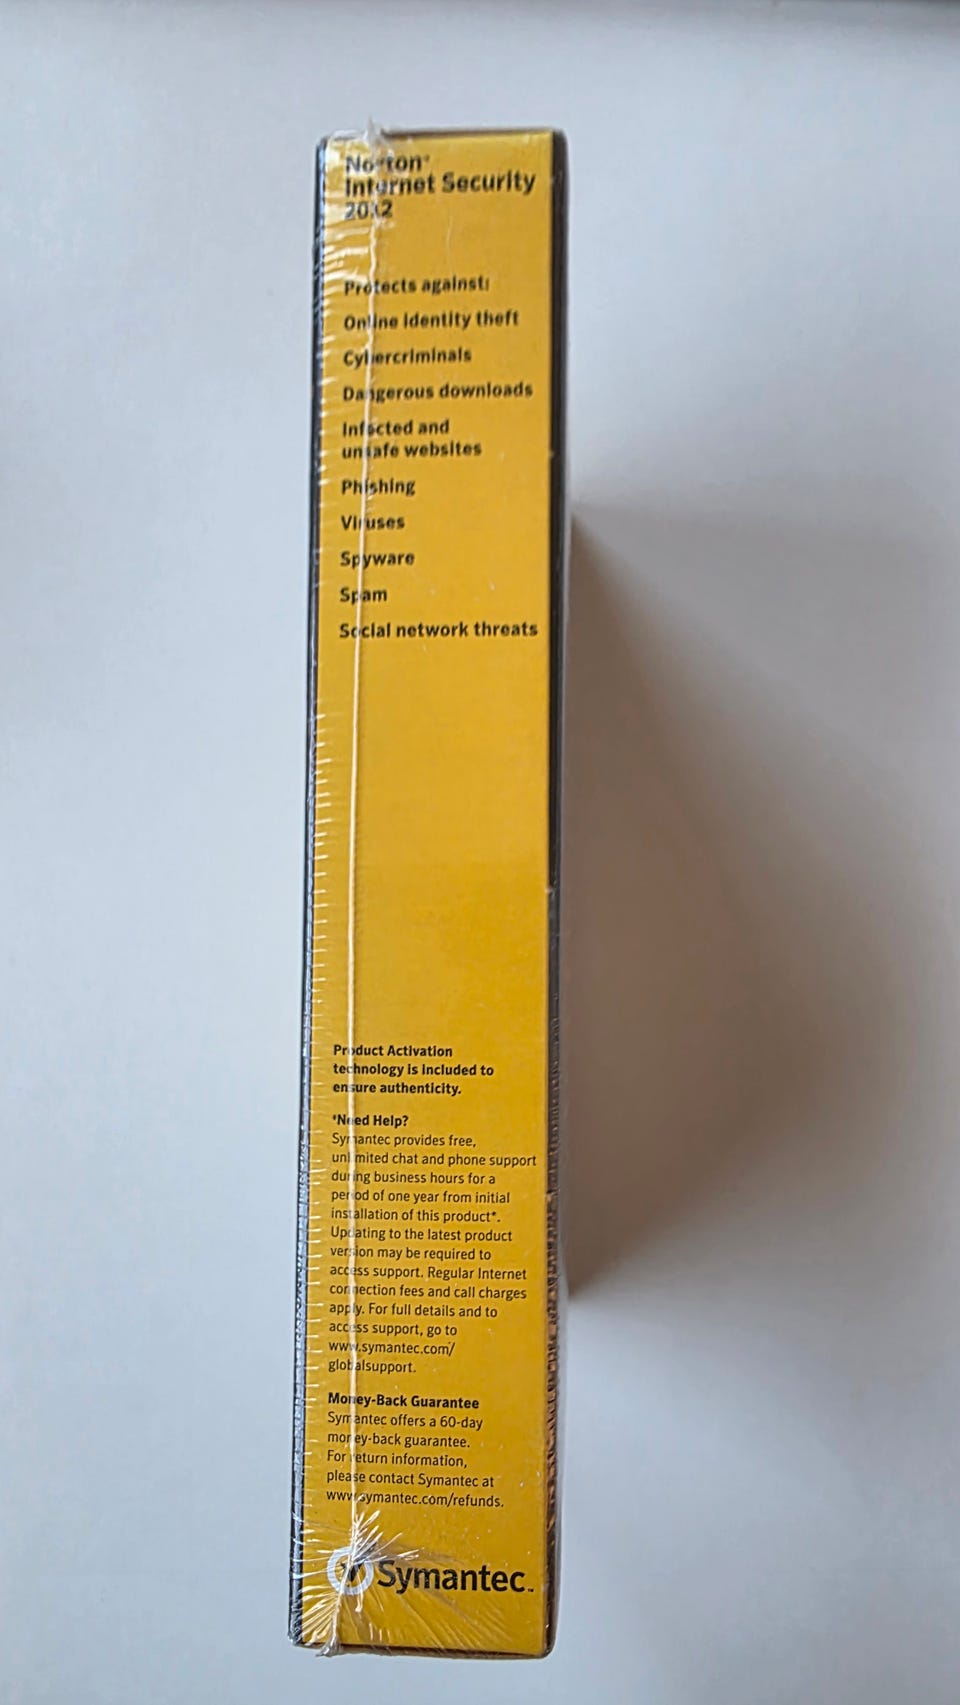 Norton®
Internet Security
2012
Protects against:
Online identity theft
Cybercriminals
Dangerous downloads
Infected and
unsafe websites
Phishing
Viruses
Spyware
Spam
Social network threats
Product Activation
technology is included to
ensure authenticity.
*Need Help?
Symantec provides free,
unlimited chat and phone support
during business hours for a
period of one year from initial
installation of this product*.
Updating to the latest product
version may be required to
access support. Regular Internet
connection fees and call charges
apply. For full details and to
access support, go to
www.symantec.com/
globalsupport.
Money-Back Guarantee
Symantec offers a 60-day
money-back guarantee.
For return information,
please contact Symantec at
www.symantec.com/refunds.
Symantec™